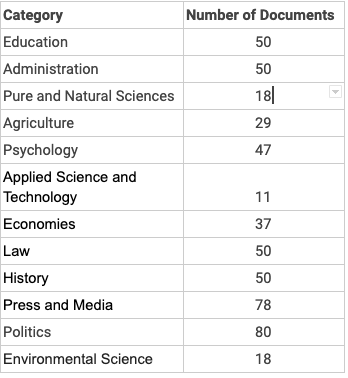 Category Number of Documents
Education 50
Administration 50
Pure and Natural Sciences 18
Agriculture 29
Psychology 47
Applied Science and
Technology 11
Economies 37
Law 50
History 50
Press and Media 78
Politics 80
Environmental Science 18